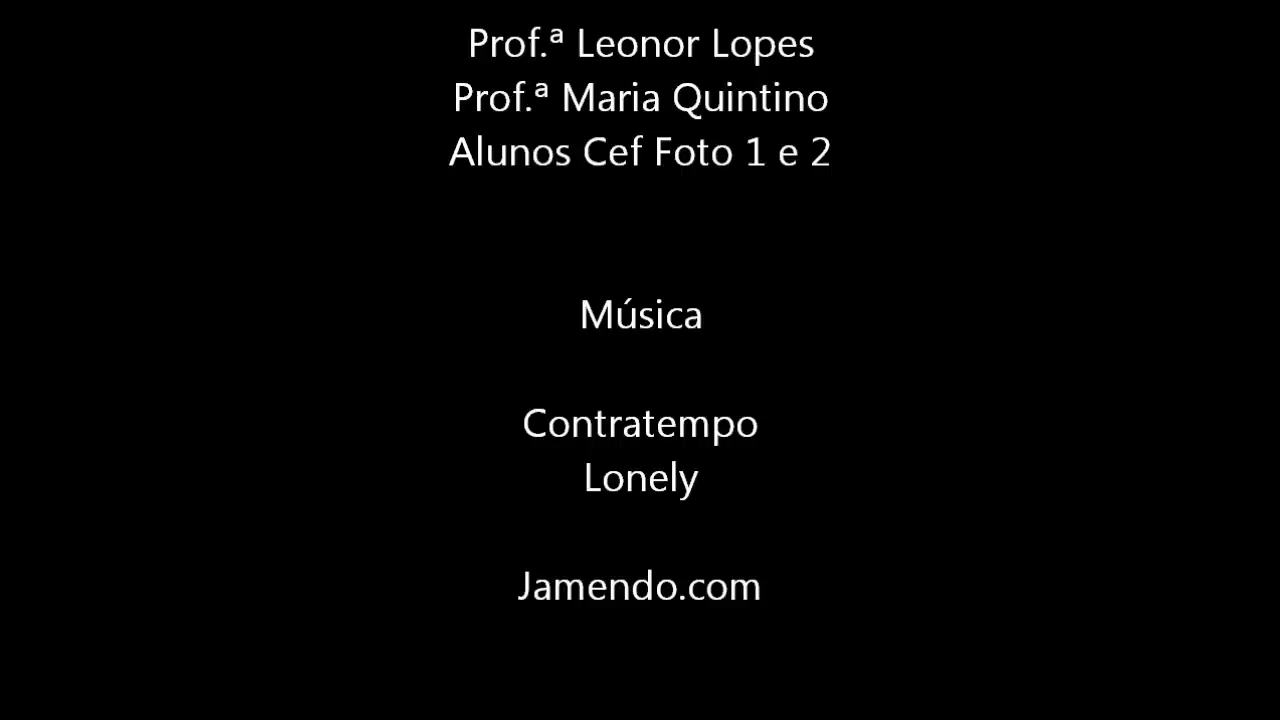 Prof.ª Leonor Lopes
Prof.ª Maria Quintino
Alunos Cef Foto 1 e 2
Música
Contratempo
Lonely
Jamendo.com